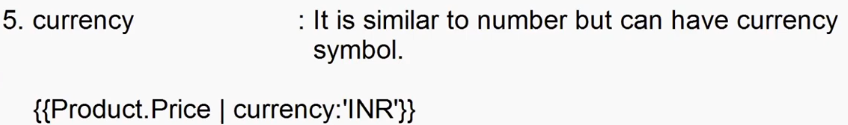 5. currency : It is similar to number but can have currency
symbol.
{{Product.Price | currency:'INR'}}